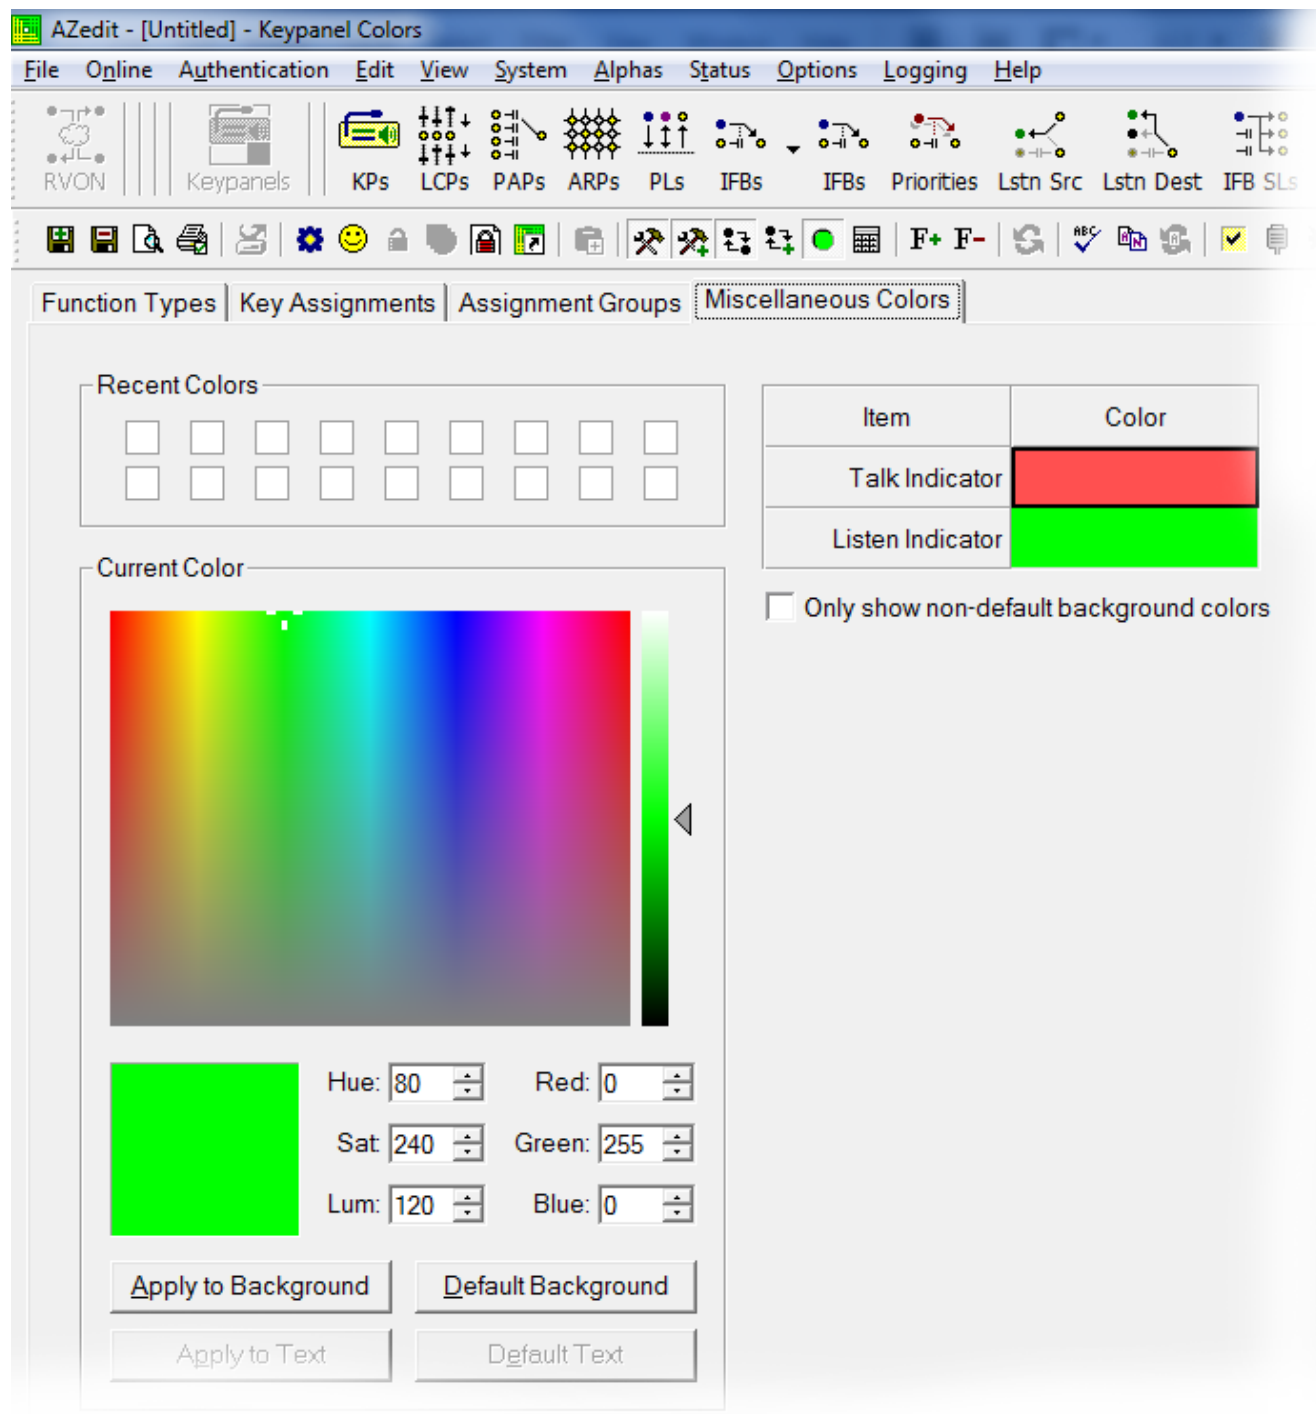 AZedit - [Untitled] - Keypanel Colors
File Online Authentication Edit View System Alphas Status Options Logging Help
RVON Keypanels KPs LCPs PAPs ARPs PLs IFBs IFBs Priorities Lstn Src Lstn Dest IFB SLs
F+ F- ABC
Function Types Key Assignments Assignment Groups Miscellaneous Colors
Recent Colors
Item Color
Talk Indicator
Listen Indicator
Only show non-default background colors
Current Color
Hue: 80 Red: 0
Sat: 240 Green: 255
Lum: 120 Blue: 0
Apply to Background Default Background
Apply to Text Default Text